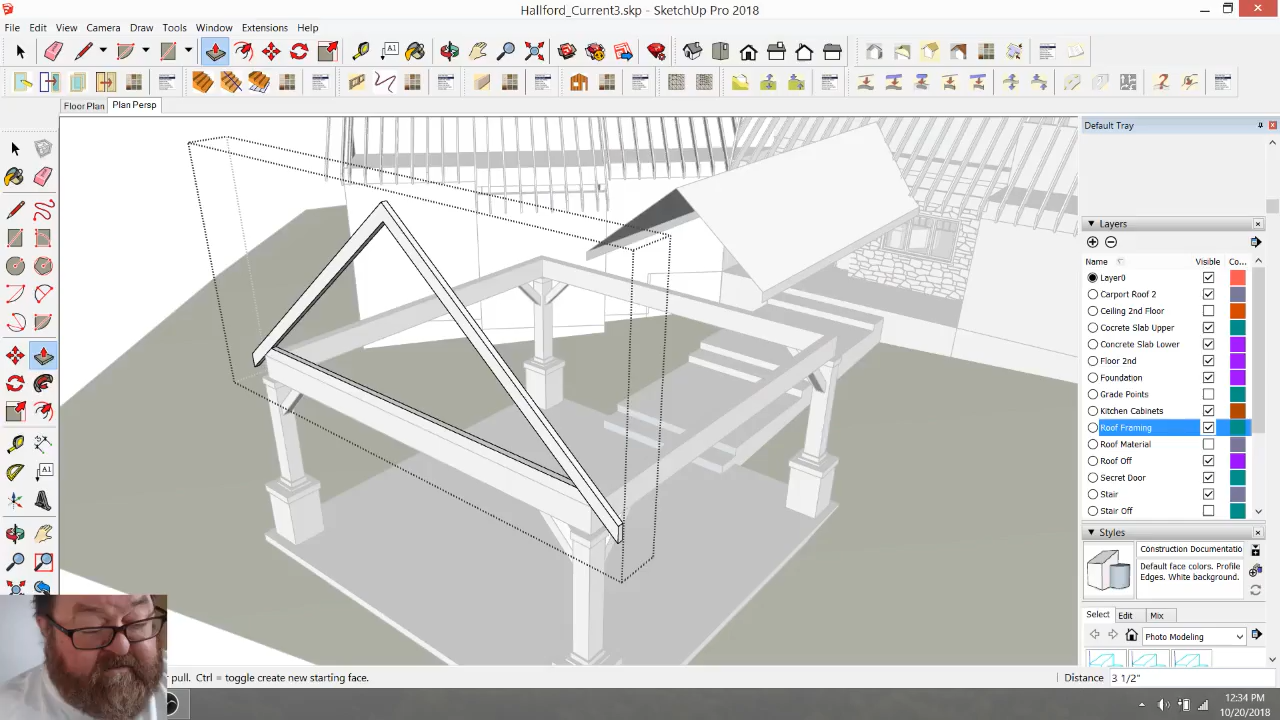 Hallford_Current3.skp - SketchUp Pro 2018
File Edit View Camera Draw Tools Window Extensions Help
Floor Plan Plan Persp
Default Tray
Layers
Name Visible Co...
Layer0
Carport Roof 2
Ceiling 2nd Floor
Cocrete Slab Upper
Concrete Slab Lower
Floor 2nd
Foundation
Grade Points
Kitchen Cabinets
Roof Framing
Roof Material
Roof Off
Secret Door
Stair
Stair Off
Styles
Construction Documentatio
Default face colors. Profile
Edges. White background.
Select Edit Mix
Photo Modeling
pull. Ctrl = toggle create new starting face.
Distance 3 1/2"
12:34 PM
10/20/2018